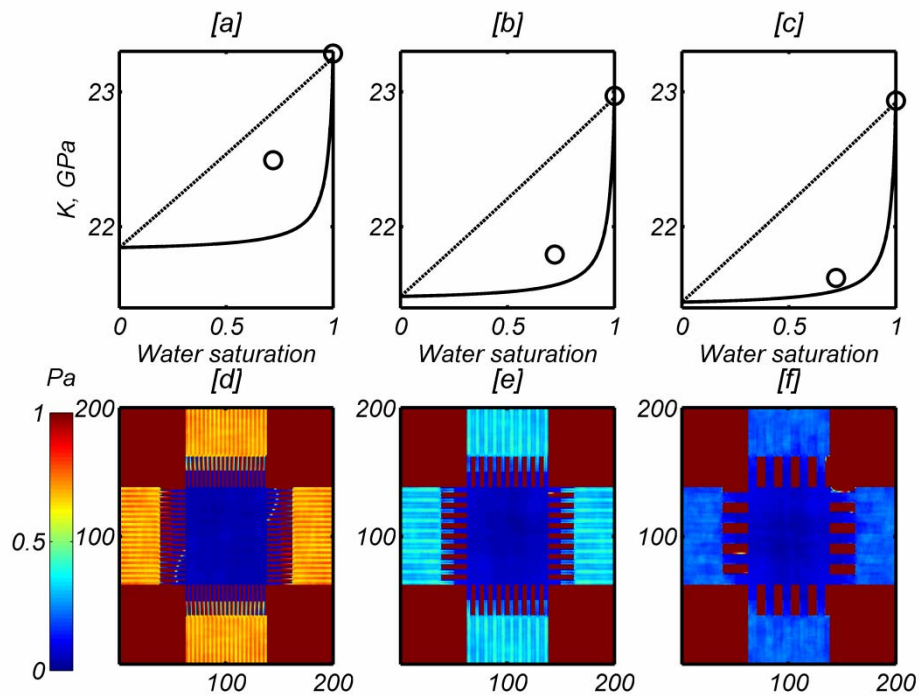 [a] [b] [c]
23 23 23
K, GPa
22 22 22
0 0.5 1 0 0.5 1 0 0.5 1
Water saturation Water saturation Water saturation
Pa [d] [e] [f]
1 200 200 200
0.5 100 100 100
0
100 200 100 200 100 200